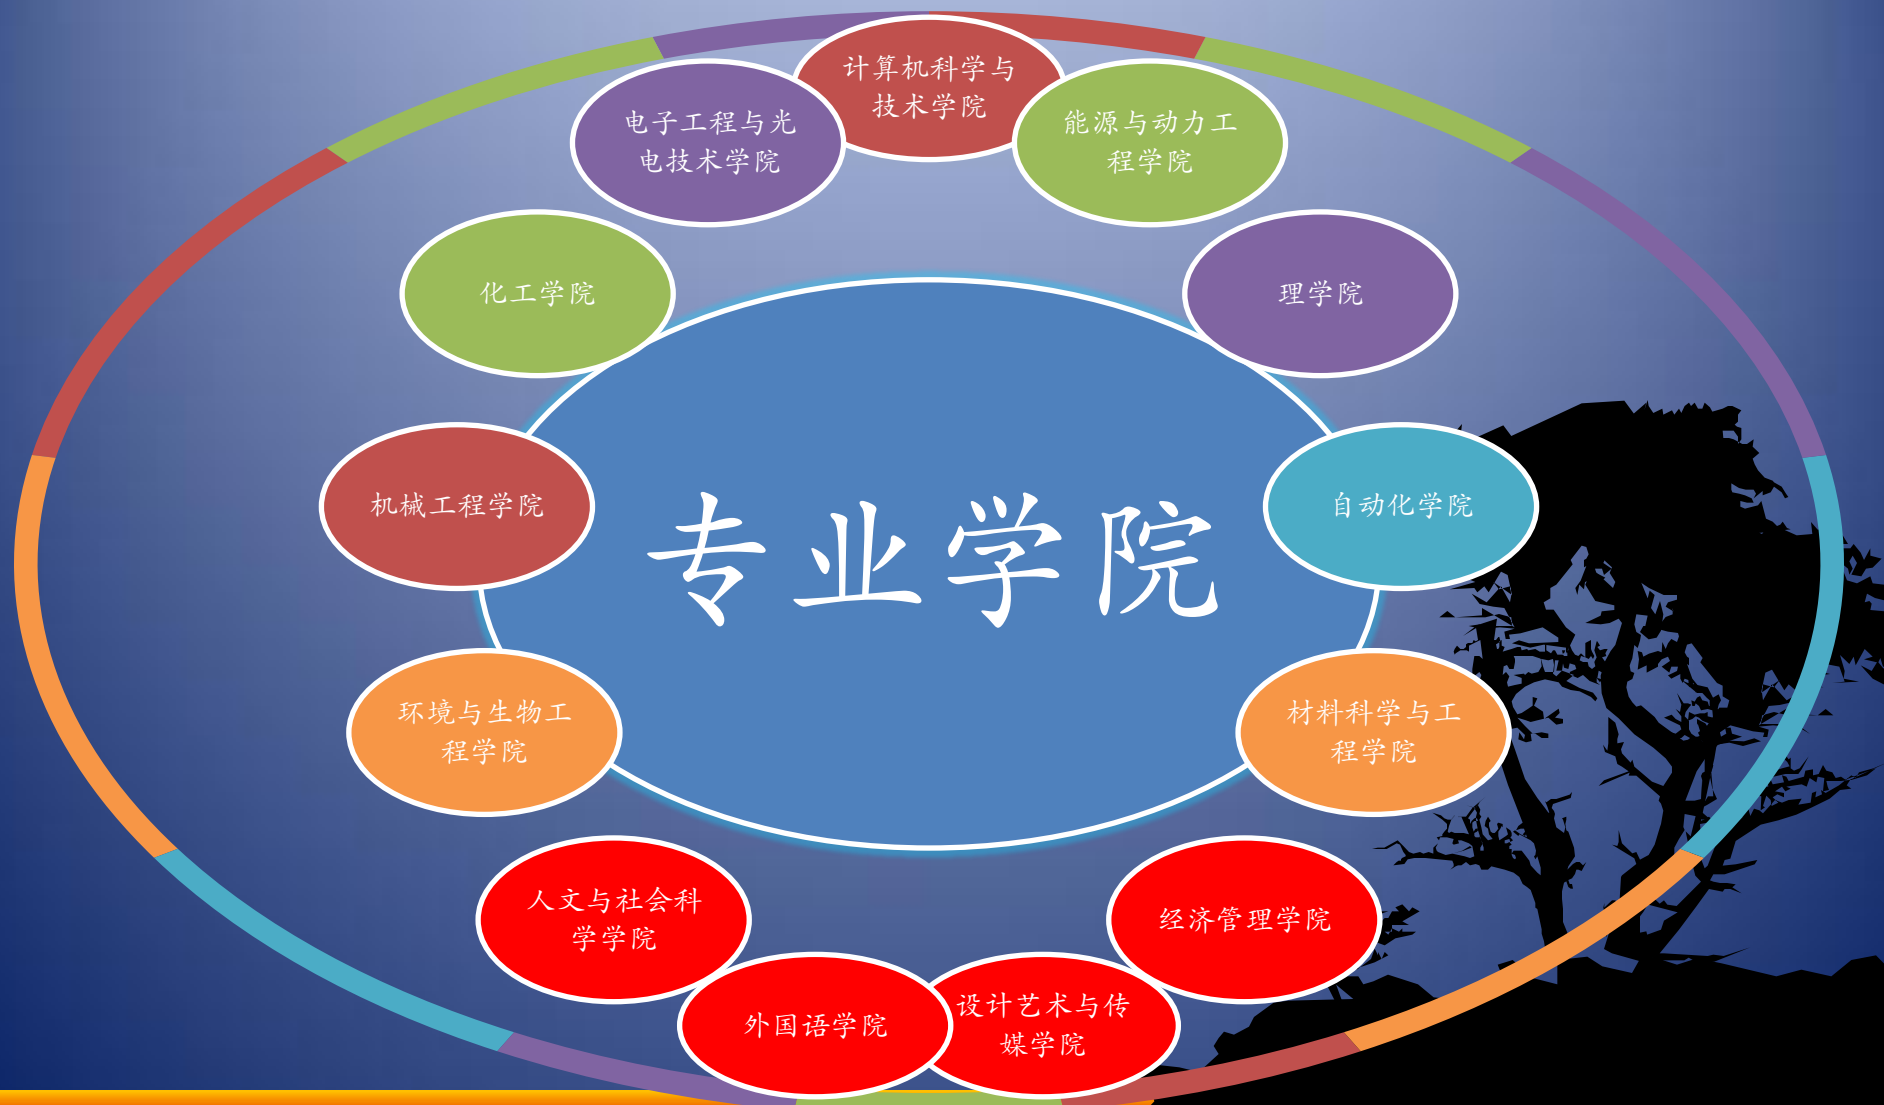 计算机科学与
技术学院
电子工程与光
电技术学院
能源与动力工
程学院
化工学院
理学院
机械工程学院
专业学院
自动化学院
环境与生物工
程学院
材料科学与工
程学院
人文与社会科
学学院
经济管理学院
外国语学院
设计艺术与传
媒学院